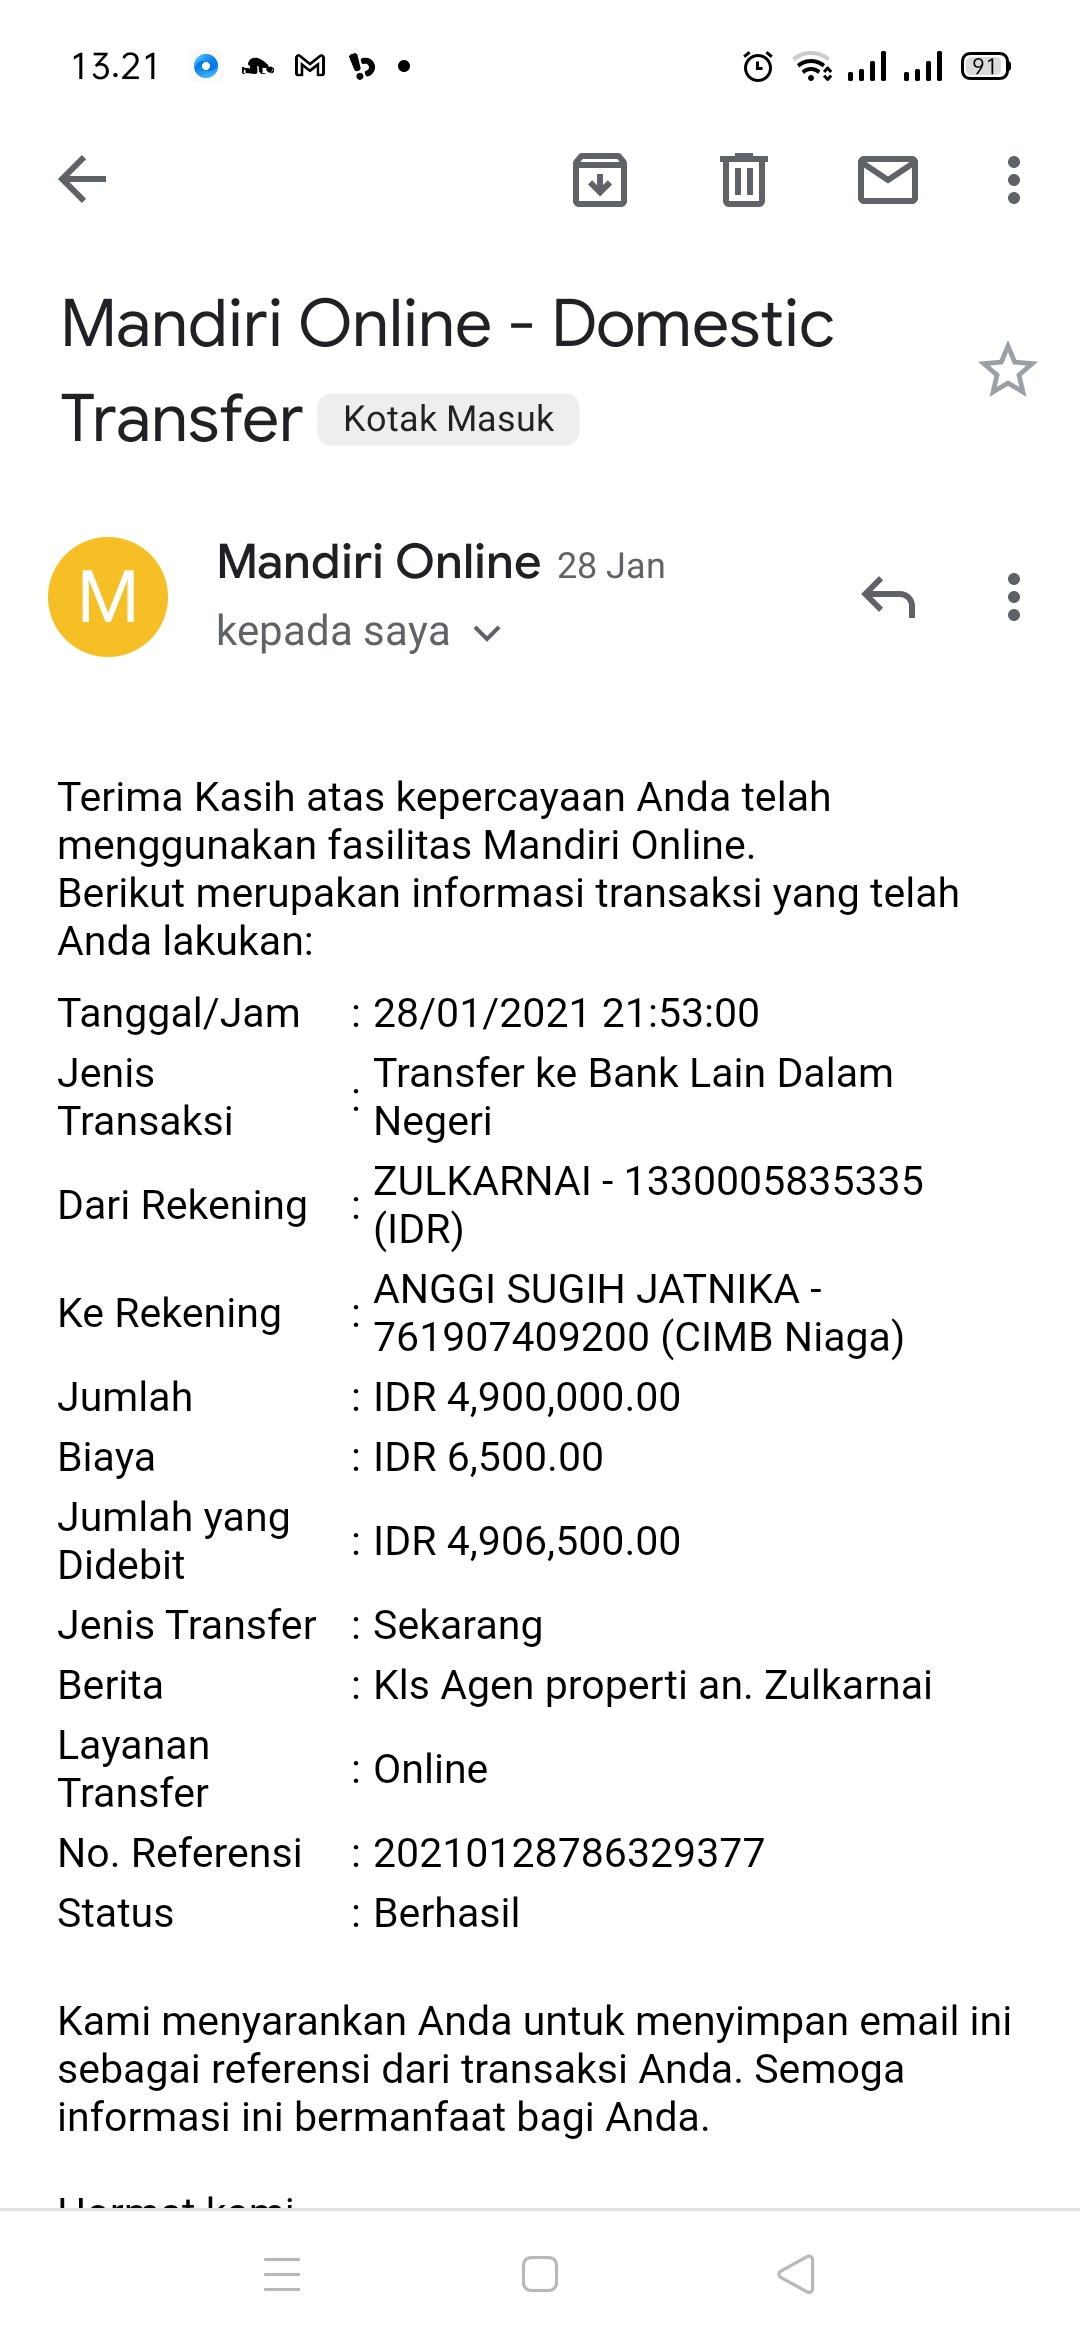 13.21
91
Mandiri Online - Domestic
Transfer Kotak Masuk
M
Mandiri Online 28 Jan
kepada saya
Terima Kasih atas kepercayaan Anda telah
menggunakan fasilitas Mandiri Online.
Berikut merupakan informasi transaksi yang telah
Anda lakukan:
Tanggal/Jam : 28/01/2021 21:53:00
Jenis Transaksi : Transfer ke Bank Lain Dalam
Negeri
Dari Rekening : ZULKARNAI - 1330005835335
(IDR)
Ke Rekening : ANGGI SUGIH JATNIKA -
761907409200 (CIMB Niaga)
Jumlah : IDR 4,900,000.00
Biaya : IDR 6,500.00
Jumlah yang
Didebit : IDR 4,906,500.00
Jenis Transfer : Sekarang
Berita : Kls Agen properti an. Zulkarnai
Layanan
Transfer : Online
No. Referensi : 20210128786329377
Status : Berhasil
Kami menyarankan Anda untuk menyimpan email ini
sebagai referensi dari transaksi Anda. Semoga
informasi ini bermanfaat bagi Anda.
Hormat kami